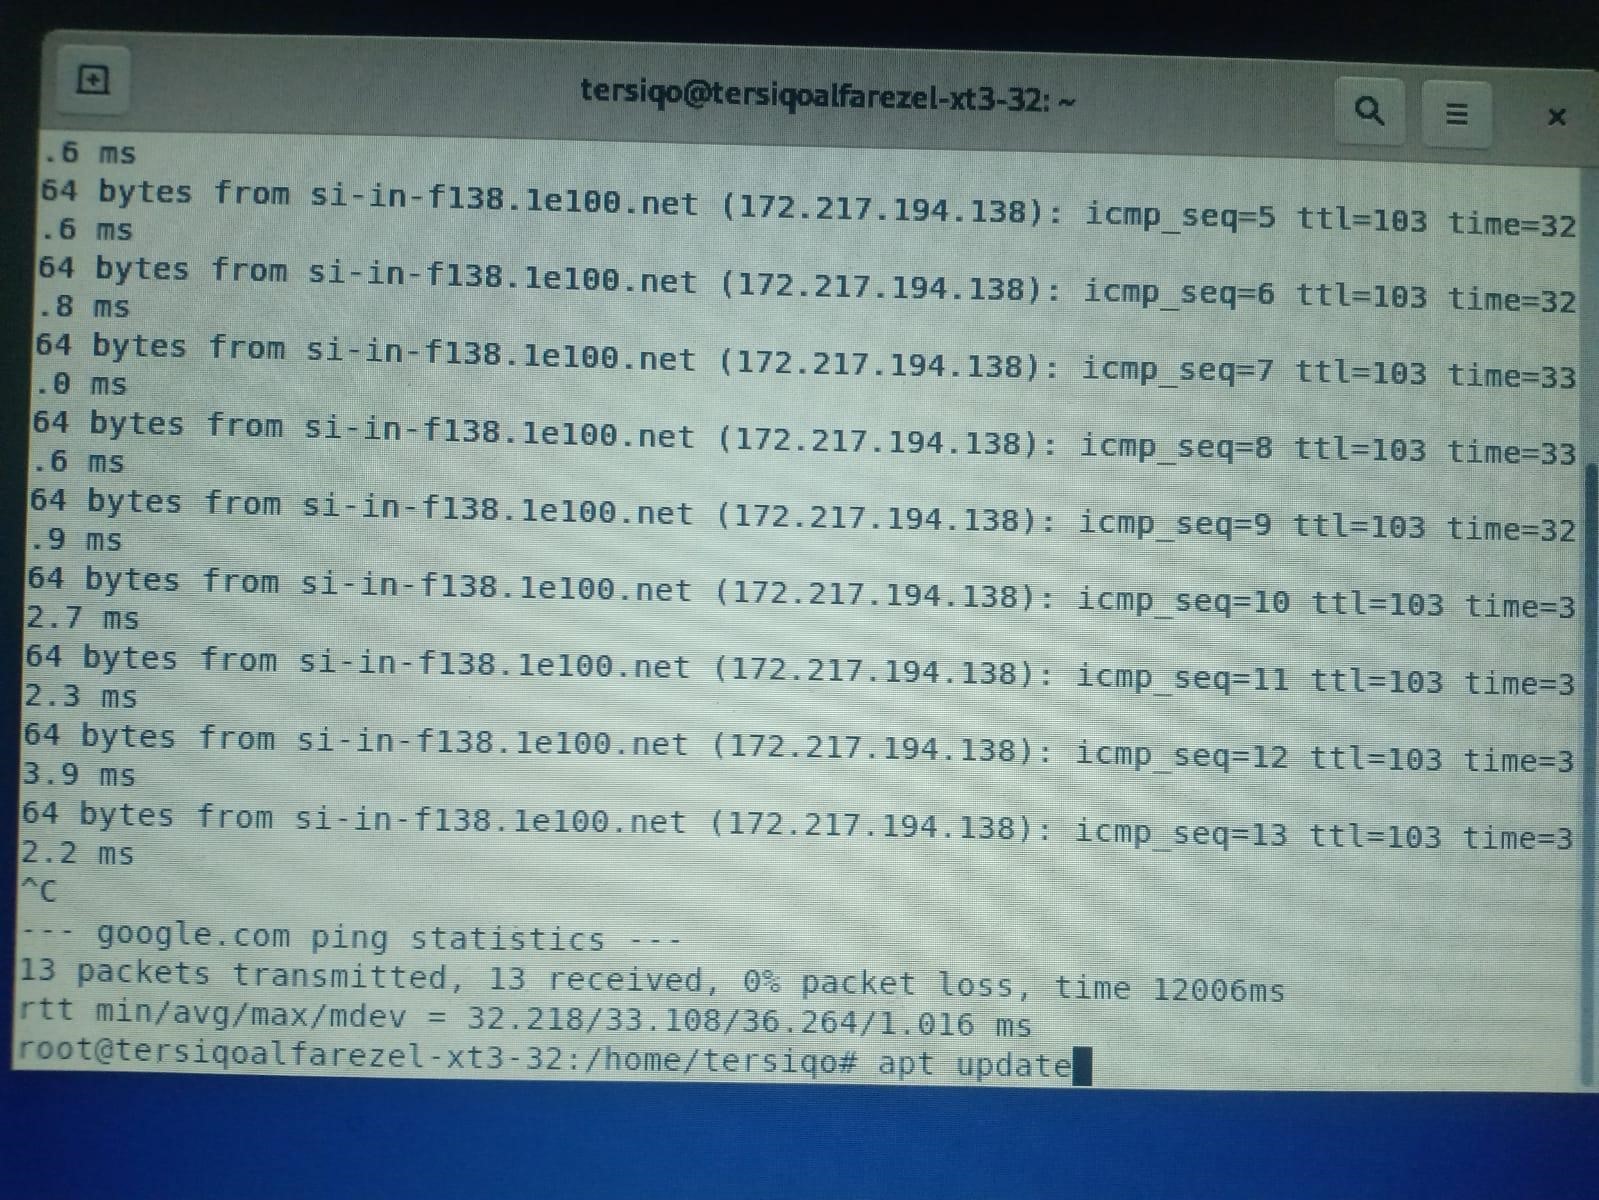 tersiqo@tersiqoalfarezel-xt3-32: ~
.6 ms
64 bytes from si-in-f138.1e100.net (172.217.194.138): icmp_seq=5 ttl=103 time=32
.6 ms
64 bytes from si-in-f138.1e100.net (172.217.194.138): icmp_seq=6 ttl=103 time=32
.8 ms
64 bytes from si-in-f138.1e100.net (172.217.194.138): icmp_seq=7 ttl=103 time=33
.0 ms
64 bytes from si-in-f138.1e100.net (172.217.194.138): icmp_seq=8 ttl=103 time=33
.6 ms
64 bytes from si-in-f138.1e100.net (172.217.194.138): icmp_seq=9 ttl=103 time=32
.9 ms
64 bytes from si-in-f138.1e100.net (172.217.194.138): icmp_seq=10 ttl=103 time=3
2.7 ms
64 bytes from si-in-f138.1e100.net (172.217.194.138): icmp_seq=11 ttl=103 time=3
2.3 ms
64 bytes from si-in-f138.1e100.net (172.217.194.138): icmp_seq=12 ttl=103 time=3
3.9 ms
64 bytes from si-in-f138.1e100.net (172.217.194.138): icmp_seq=13 ttl=103 time=3
2.2 ms
^C
--- google.com ping statistics ---
13 packets transmitted, 13 received, 0% packet loss, time 12006ms
rtt min/avg/max/mdev = 32.218/33.108/36.264/1.016 ms
root@tersiqoalfarezel-xt3-32:/home/tersiqo# apt update